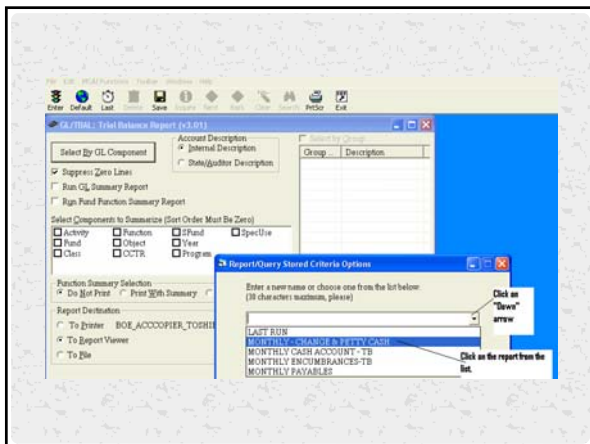 File Edit IFCAS Functions Toolbar Window Help
Enter Default Last Delete Save Inquire Next Back Clear Search PrtScr Exit
GL/TBAL: Trial Balance Report (v3.01)
Select By GL Component
Account Description
Internal Description
State/Auditor Description
Select by Group
Group ... Description
Suppress Zero Lines
Run GL Summary Report
Run Fund Function Summary Report
Select Components to Summarize (Sort Order Must Be Zero)
Activity Function SFund SpecUse
Fund Object Year
Class CCTR Program
Function Summary Selection
Do Not Print Print With Summary
Report Destination
To Printer BOE_ACCCOPIER_TOSHI
To Report Viewer
To File
Report/Query Stored Criteria Options
Enter a new name or choose one from the list below:
(30 characters maximum, please)
Click on
"Down"
arrow
LAST RUN
MONTHLY - CHANGE & PETTY CASH
MONTHLY CASH ACCOUNT - TB
MONTHLY ENCUMBRANCES-TB
MONTHLY PAYABLES
Click on the report from the
list.